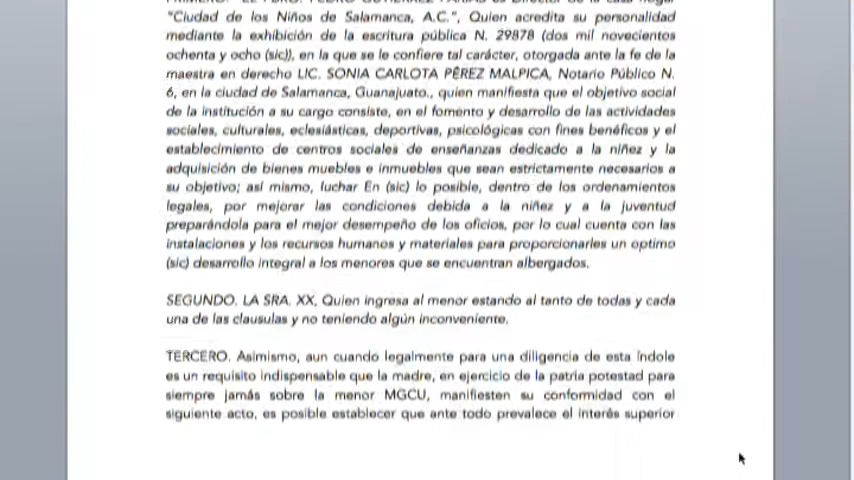 "Ciudad de los Niños de Salamanca, A.C.", Quien acredita su personalidad
mediante la exhibición de la escritura pública N. 29878 (dos mil novecientos
ochenta y ocho (sic)), en la que se le confiere tal carácter, otorgada ante la fe de la
maestra en derecho LIC. SONIA CARLOTA PÉREZ MALPICA, Notario Público N.
6, en la ciudad de Salamanca, Guanajuato., quien manifiesta que el objetivo social
de la institución a su cargo consiste, en el fomento y desarrollo de las actividades
sociales, culturales, eclesiásticas, deportivas, psicológicas con fines benéficos y el
establecimiento de centros sociales de enseñanzas dedicado a la niñez y la
adquisición de bienes muebles e inmuebles que sean estrictamente necesarios a
su objetivo; así mismo, luchar En (sic) lo posible, dentro de los ordenamientos
legales, por mejorar las condiciones debida a la niñez y a la juventud
preparándola para el mejor desempeño de los oficios, por lo cual cuenta con las
instalaciones y los recursos humanos y materiales para proporcionarles un optimo
(sic) desarrollo integral a los menores que se encuentran albergados.
SEGUNDO. LA SRA. XX, Quien ingresa al menor estando al tanto de todas y cada
una de las clausulas y no teniendo algún inconveniente.
TERCERO. Asimismo, aun cuando legalmente para una diligencia de esta índole
es un requisito indispensable que la madre, en ejercicio de la patria potestad para
siempre jamás sobre la menor MGCU, manifiesten su conformidad con el
siguiente acto, es posible establecer que ante todo prevalece el interés superior